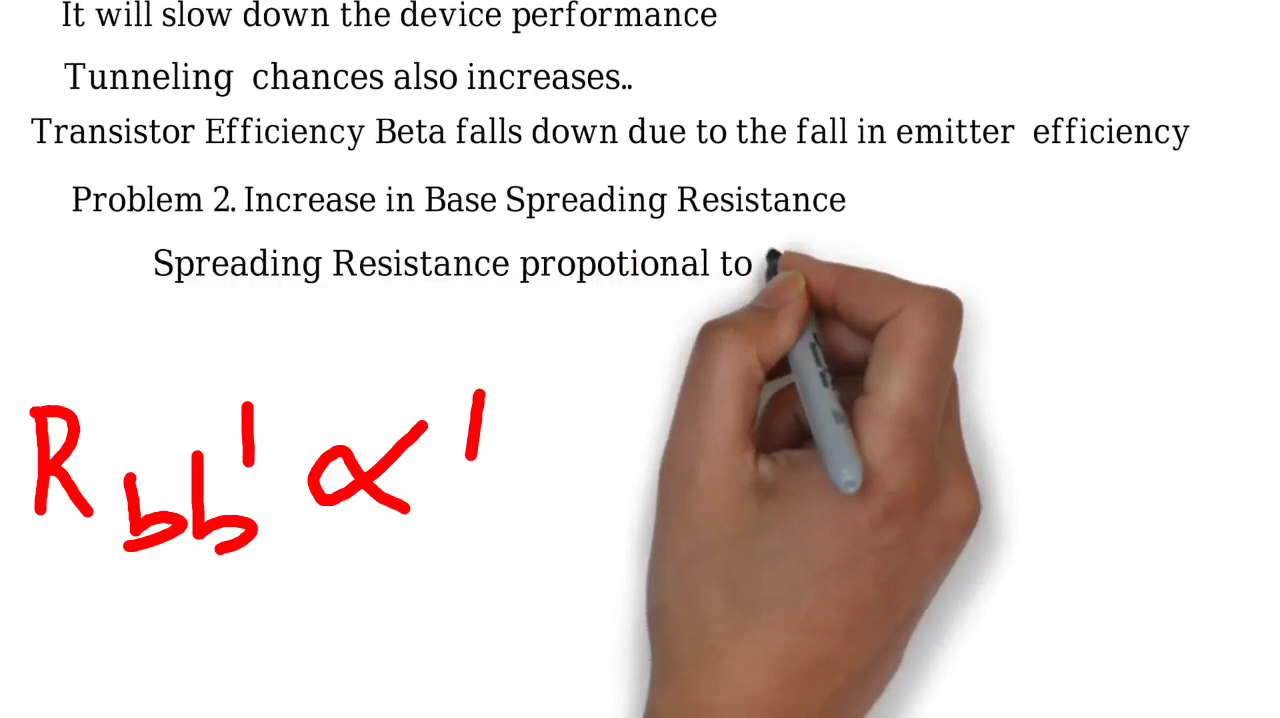 It will slow down the device performance
Tunneling chances also increases..
Transistor Efficiency Beta falls down due to the fall in emitter efficiency
Problem 2. Increase in Base Spreading Resistance
Spreading Resistance propotional to
R bb' ∝ 1